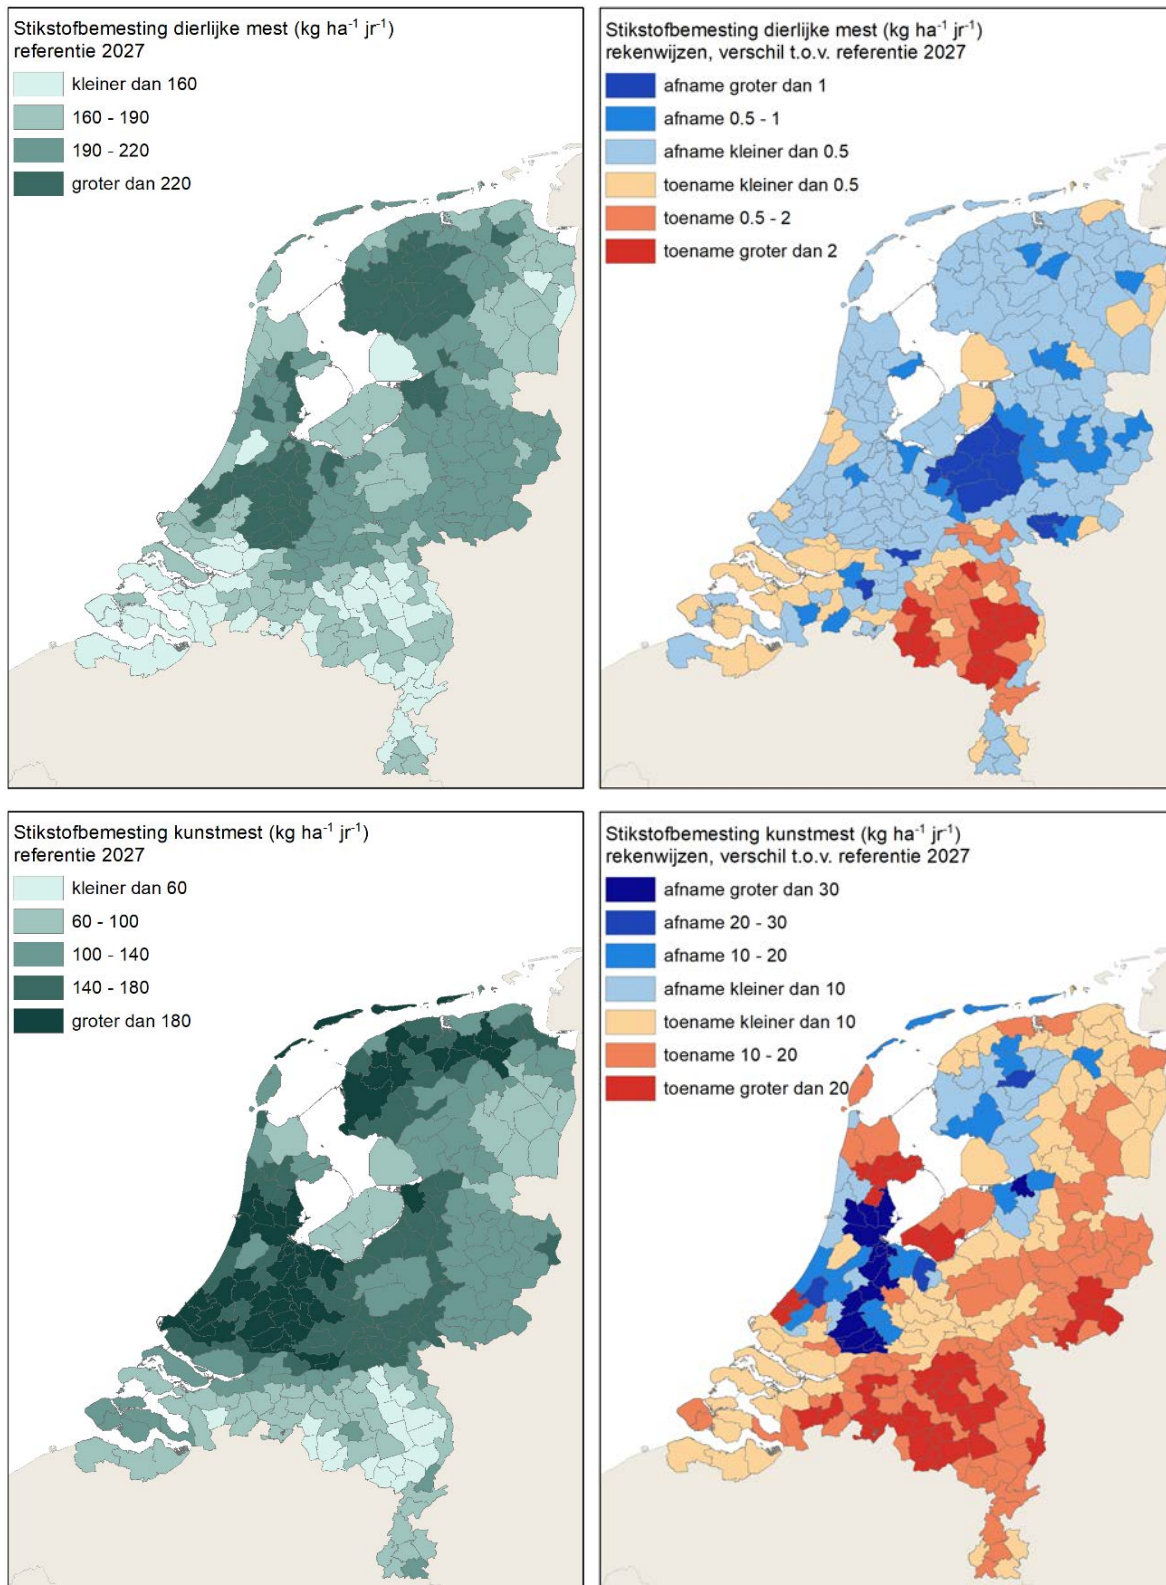 Stikstofbemesting dierlijke mest (kg ha⁻¹ jr⁻¹)
referentie 2027
kleiner dan 160
160 - 190
190 - 220
groter dan 220
Stikstofbemesting dierlijke mest (kg ha⁻¹ jr⁻¹)
rekenwijzen, verschil t.o.v. referentie 2027
afname groter dan 1
afname 0.5 - 1
afname kleiner dan 0.5
toename kleiner dan 0.5
toename 0.5 - 2
toename groter dan 2
Stikstofbemesting kunstmest (kg ha⁻¹ jr⁻¹)
referentie 2027
kleiner dan 60
60 - 100
100 - 140
140 - 180
groter dan 180
Stikstofbemesting kunstmest (kg ha⁻¹ jr⁻¹)
rekenwijzen, verschil t.o.v. referentie 2027
afname groter dan 30
afname 20 - 30
afname 10 - 20
afname kleiner dan 10
toename kleiner dan 10
toename 10 - 20
toename groter dan 20